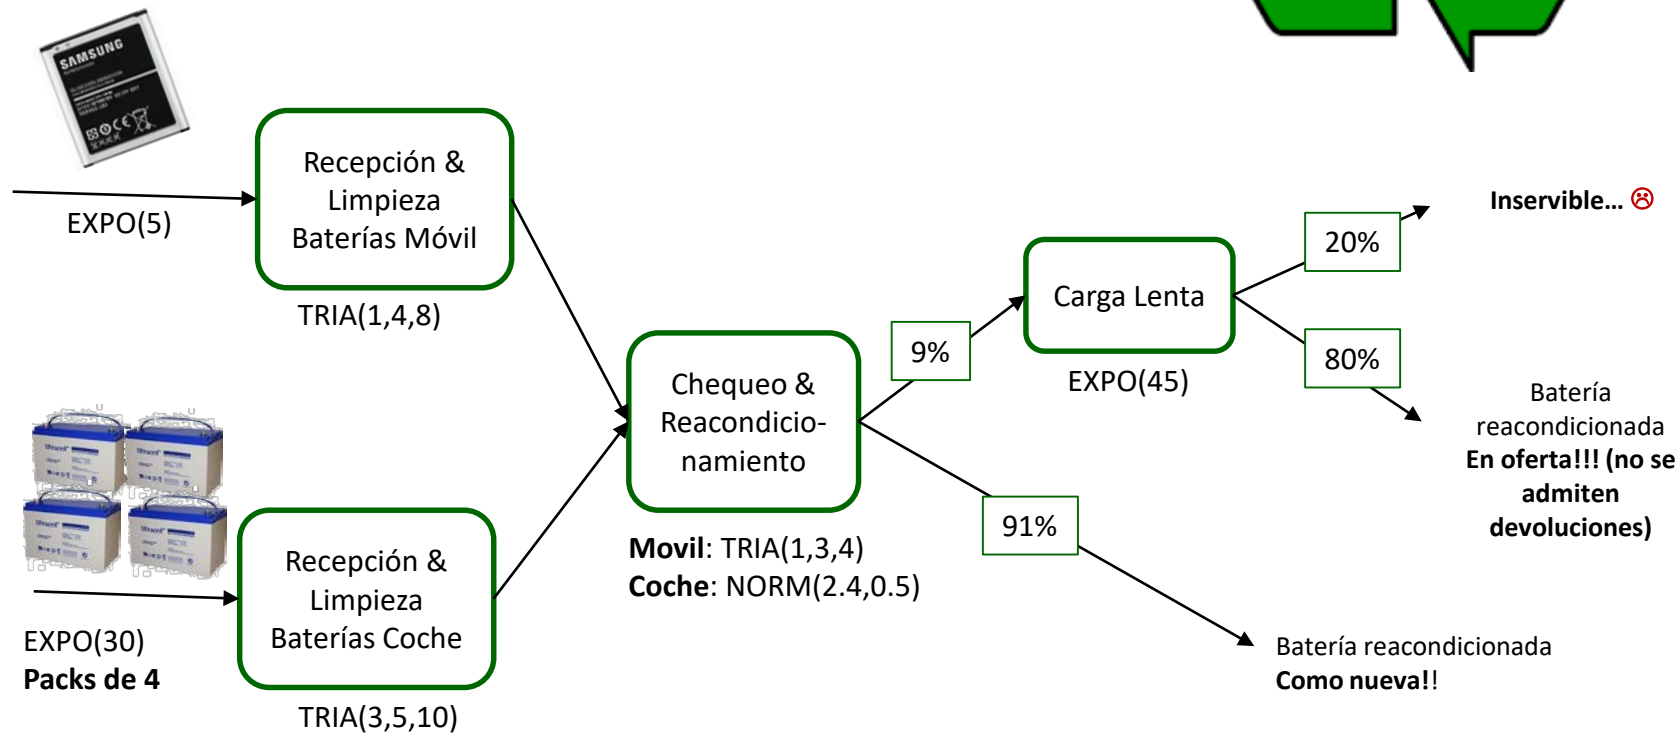 SAMSUNG
EXPO(5)
Recepción &
Limpieza
Baterías Móvil
TRIA(1,4,8)
EXPO(30)
Packs de 4
Recepción &
Limpieza
Baterías Coche
TRIA(3,5,10)
Chequeo &
Reacondicio-
namiento
Movil: TRIA(1,3,4)
Coche: NORM(2.4,0.5)
9%
91%
Carga Lenta
EXPO(45)
20%
80%
Inservible...
Batería
reacondicionada
En oferta!!! (no se
admiten
devoluciones)
Batería reacondicionada
Como nueva!!